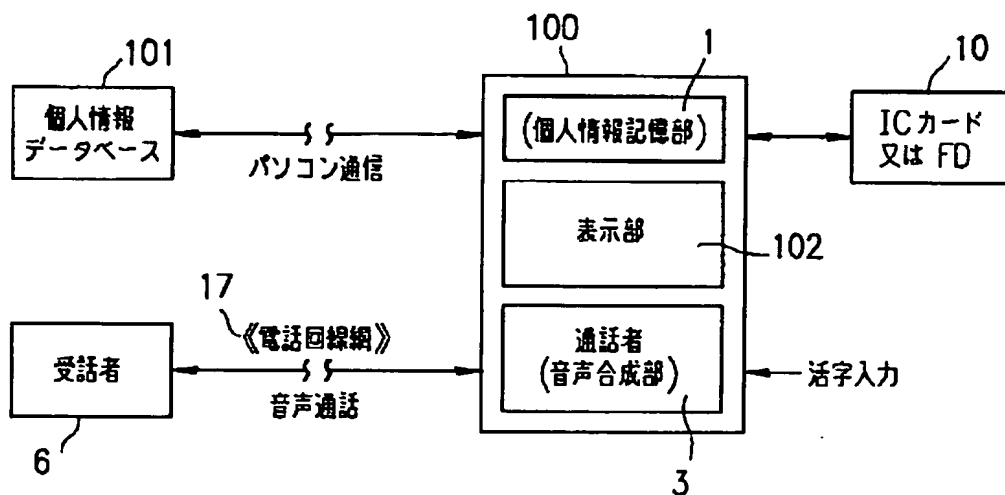 100
1
10
101
個人情報
データベース
パソコン通信
(個人情報記憶部)
ICカード
又は FD
表示部
102
17
《電話回線網》
受話者
音声通話
通話者
(音声合成部)
活字入力
6
3